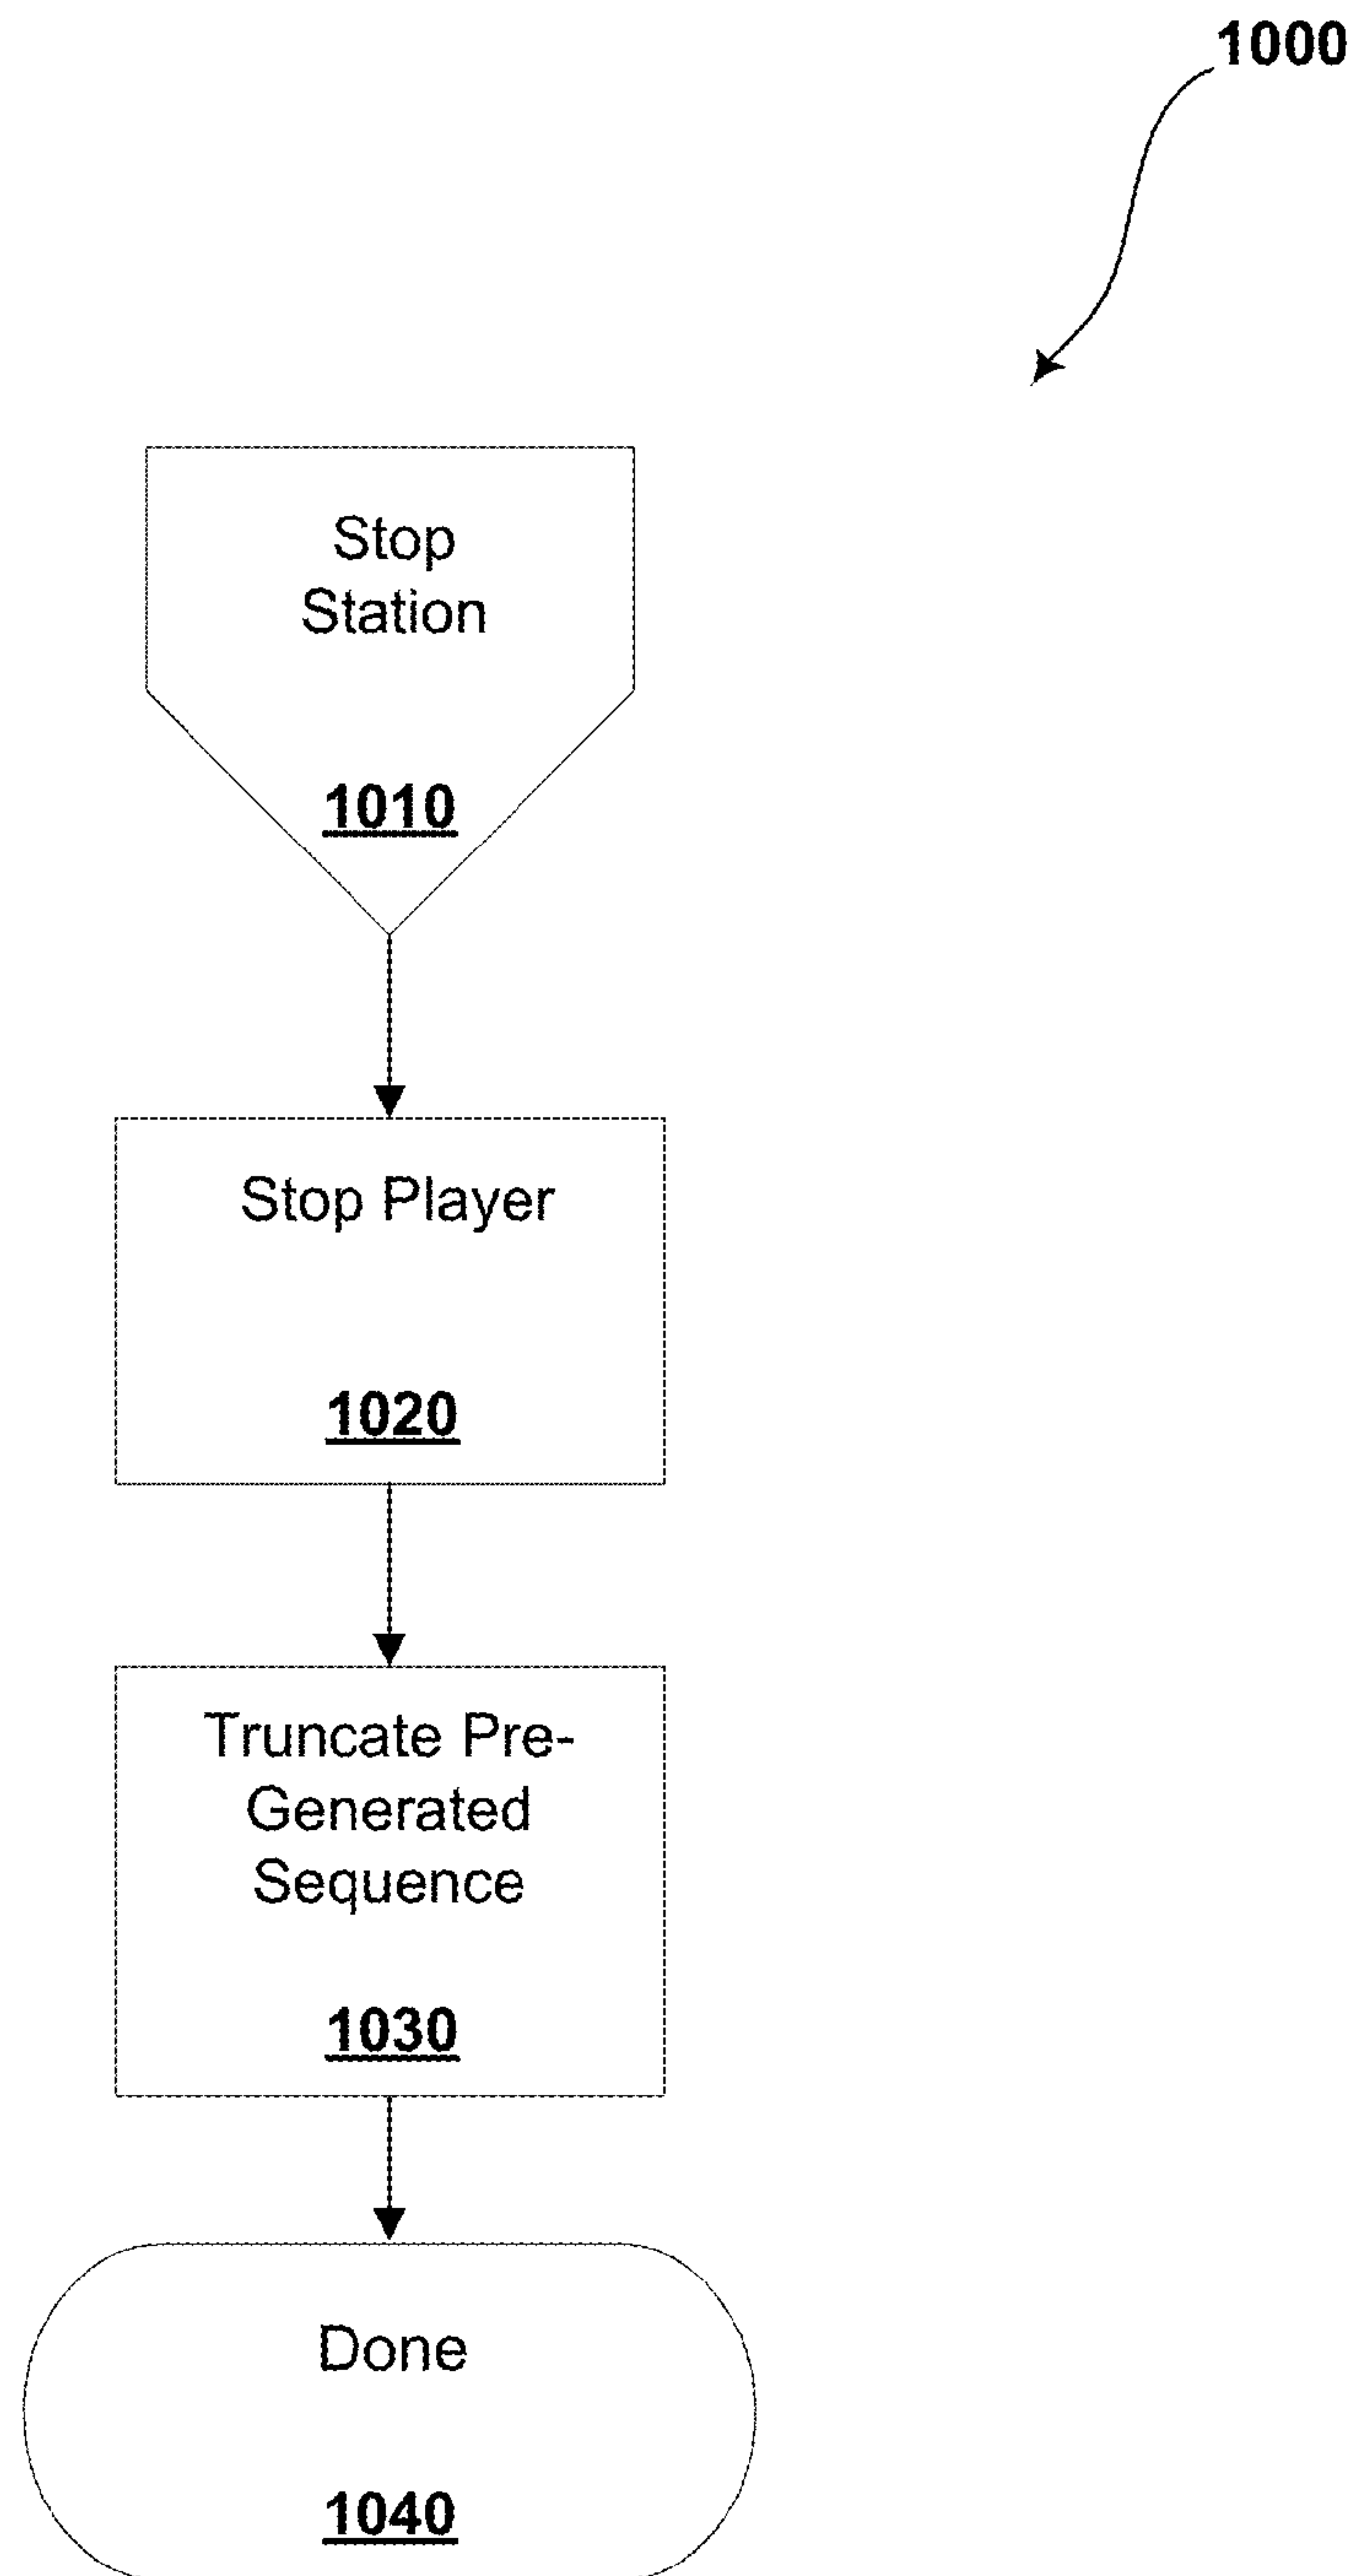 1000
Stop
Station
1010
Stop Player
1020
Truncate Pre-
Generated
Sequence
1030
Done
1040